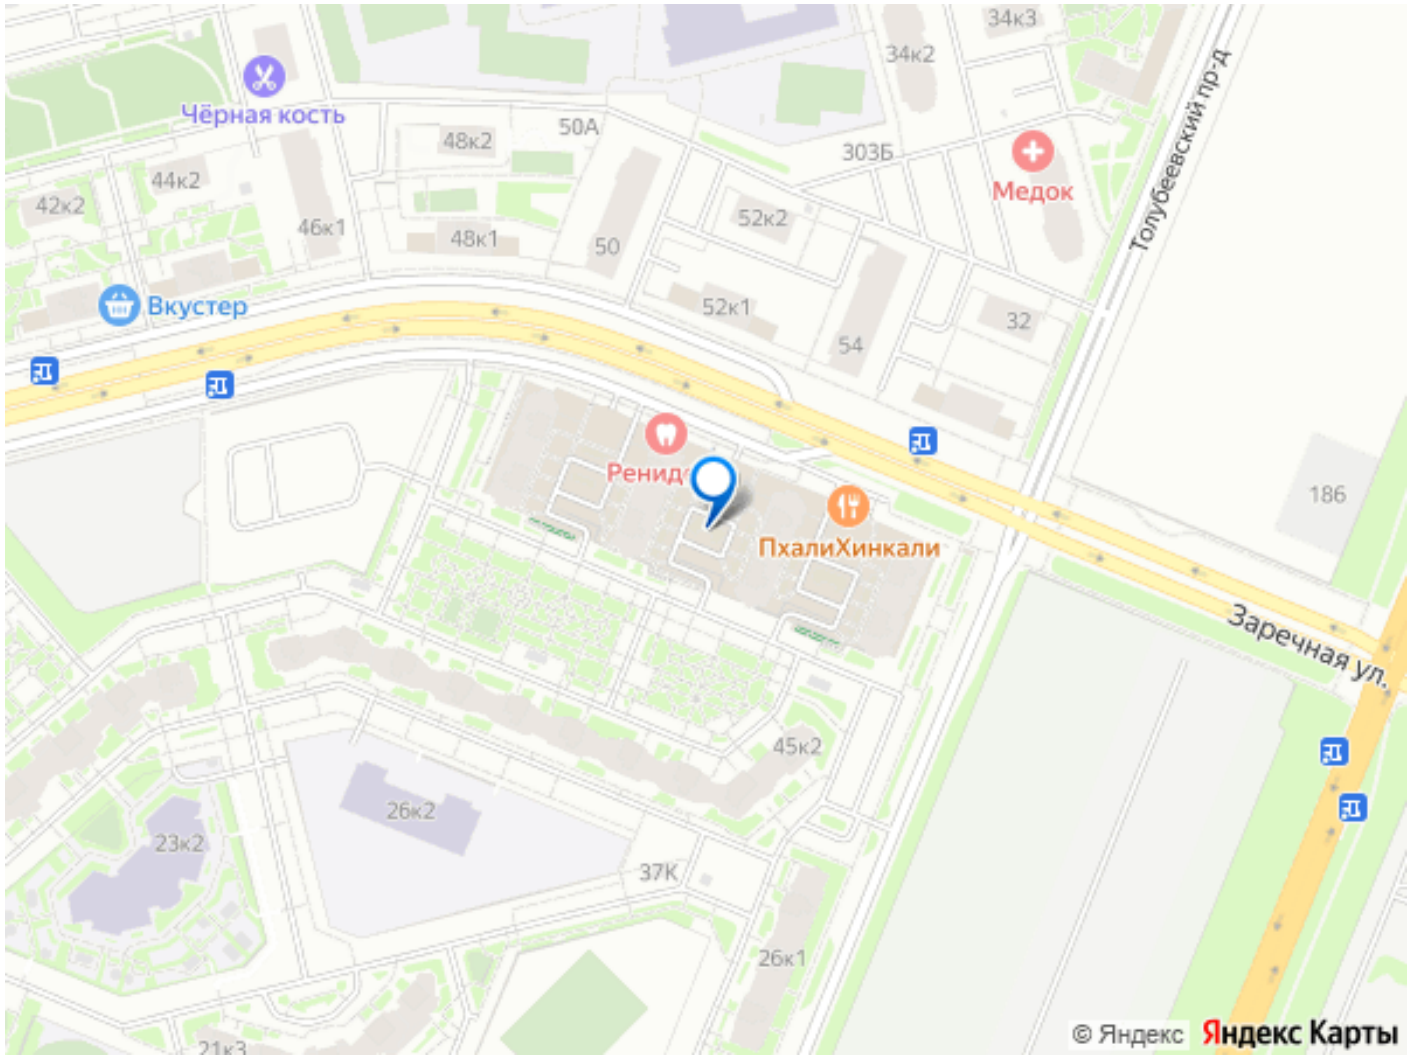 34к3
34к2
Чёрная кость
48к2
50А
303Б
Медок
Толубеевский пр-д
44к2
42к2
46к1
48к1
50
52к2
Вкустер
52к1
54
32
Ренид
186
ПхалиХинкали
Заречная ул.
45к2
26к2
23к2
37К
26к1
21к3
© Яндекс Яндекс Карты